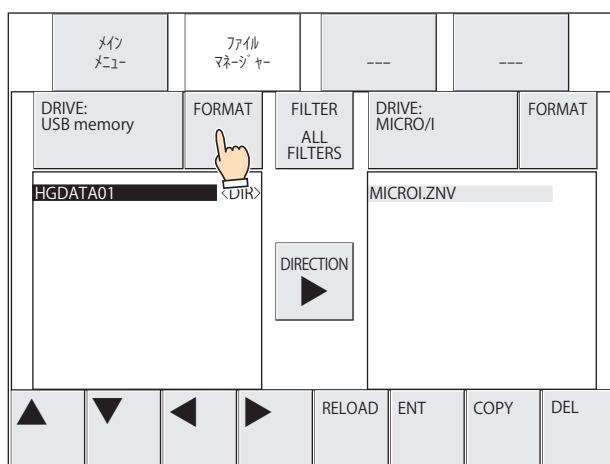 メイン
メニュー
ファイル
マネージャー
---
---
DRIVE:
USB memory
FORMAT
FILTER
ALL
FILTERS
DRIVE:
MICRO/I
FORMAT
HGDATA01 <DIR>
MICROI.ZNV
DIRECTION
RELOAD
ENT
COPY
DEL